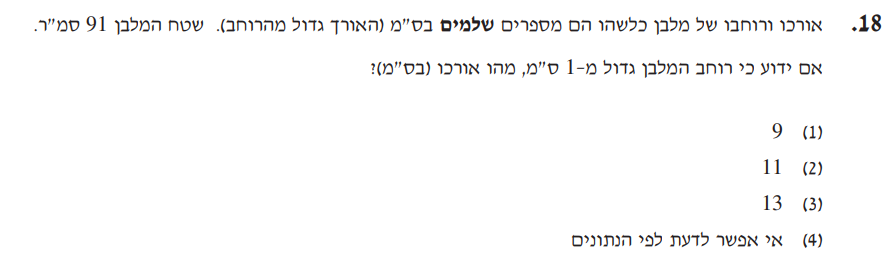 18. אורכו ורוחבו של מלבן כלשהו הם מספרים שלמים בס"מ (האורך גדול מהרוחב). שטח המלבן 91 סמ"ר.
אם ידוע כי רוחב המלבן גדול מ-1 ס"מ, מהו אורכו (בס"מ)?
(1) 9
(2) 11
(3) 13
(4) אי אפשר לדעת לפי הנתונים